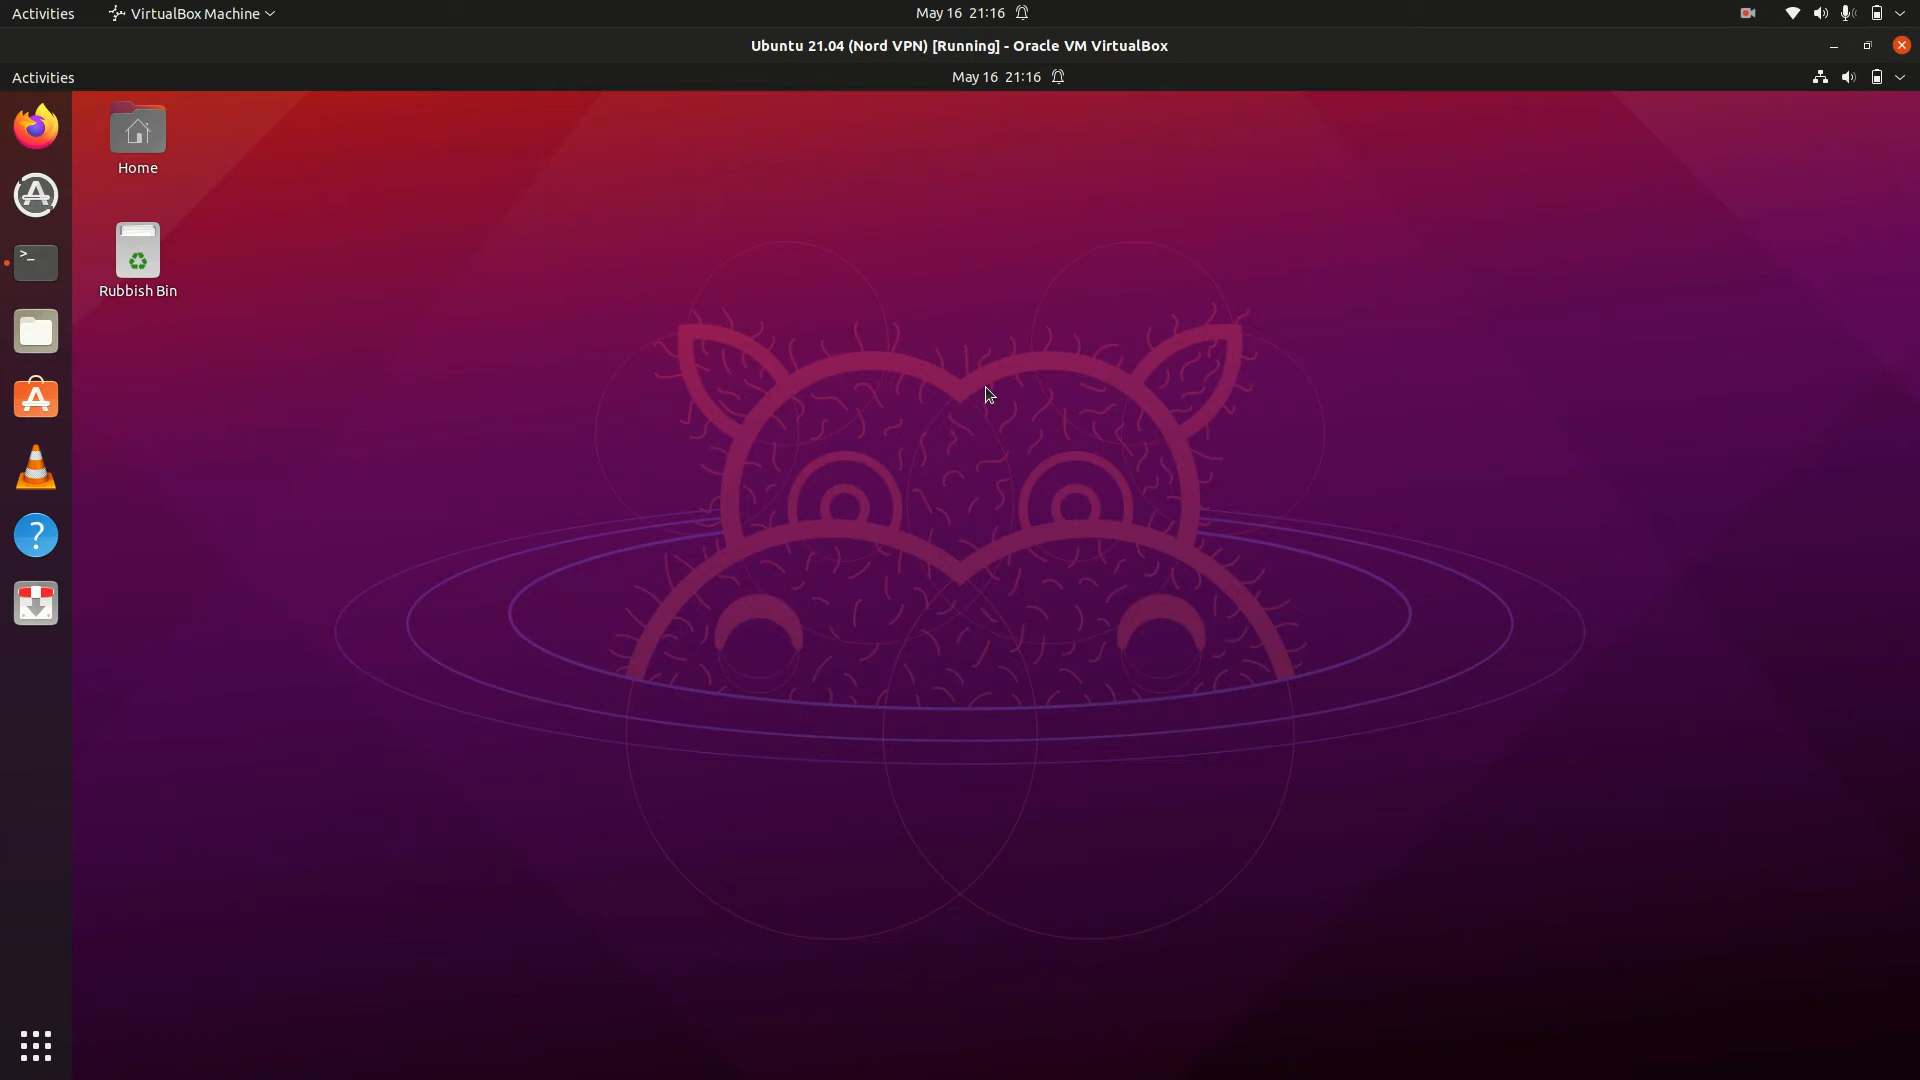 Activities
VirtualBox Machine
May 16 21:16
Ubuntu 21.04 (Nord VPN) [Running] - Oracle VM VirtualBox
Activities
May 16 21:16
Home
Rubbish Bin